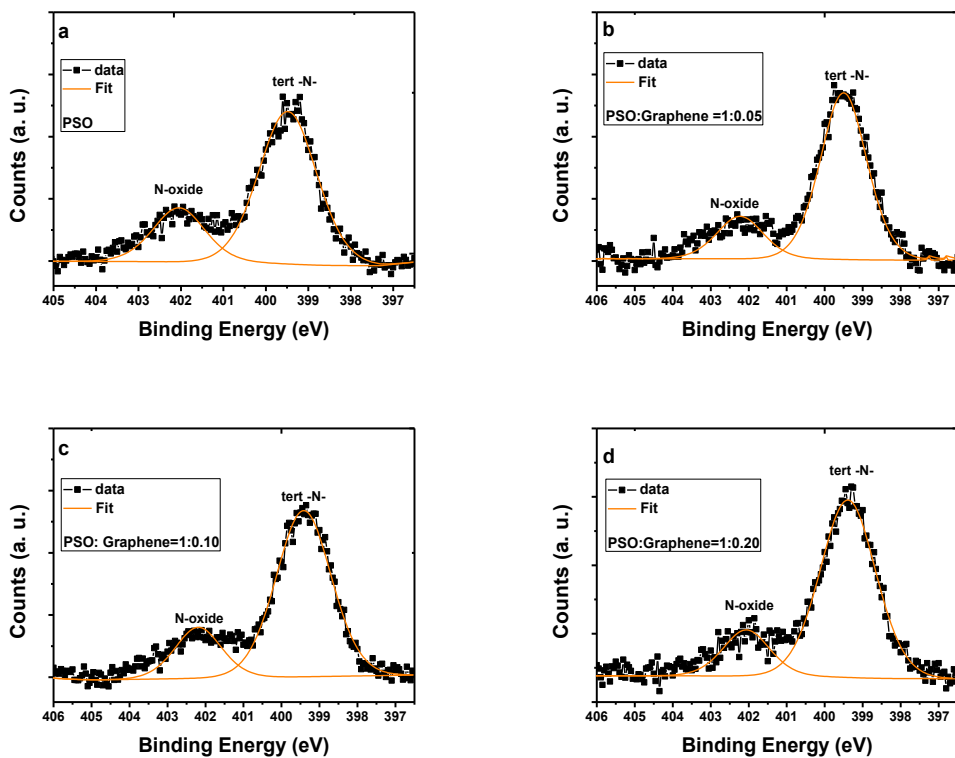 a
data
Fit
PSO
tert -N-
N-oxide
Counts (a. u.)
405 404 403 402 401 400 399 398 397
Binding Energy (eV)
b
data
Fit
PSO:Graphene =1:0.05
tert -N-
N-oxide
Counts (a. u.)
406 405 404 403 402 401 400 399 398 397
Binding Energy (eV)
c
data
Fit
PSO: Graphene=1:0.10
tert -N-
N-oxide
Counts (a. u.)
406 405 404 403 402 401 400 399 398 397
Binding Energy (eV)
d
data
Fit
PSO:Graphene=1:0.20
tert -N-
N-oxide
Counts (a. u.)
406 405 404 403 402 401 400 399 398 397
Binding Energy (eV)